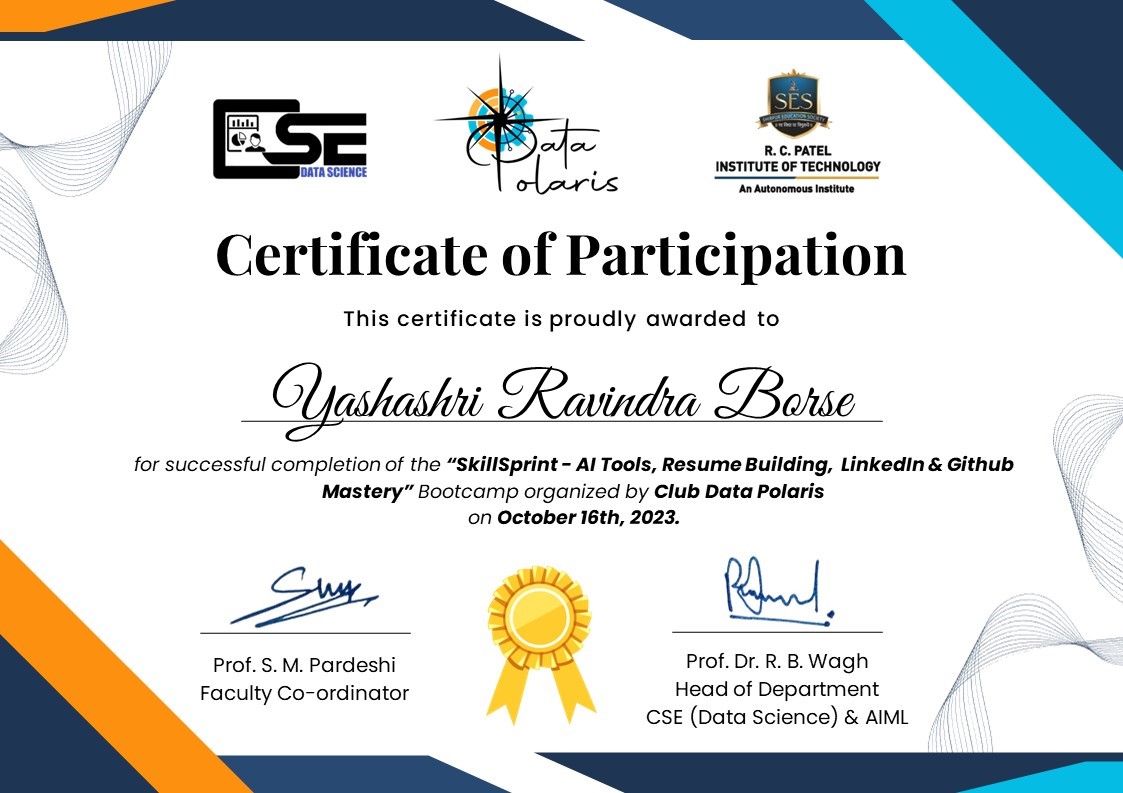 CSE
DATA SCIENCE
Data
Polaris
SES
SHIRPUR EDUCATION SOCIETY
R. C. PATEL
INSTITUTE OF TECHNOLOGY
An Autonomous Institute
Certificate of Participation
This certificate is proudly awarded to
Yashashri Ravindra Borse
for successful completion of the “SkillSprint - AI Tools, Resume Building, LinkedIn & Github
Mastery” Bootcamp organized by Club Data Polaris
on October 16th, 2023.
Prof. S. M. Pardeshi
Faculty Co-ordinator
Prof. Dr. R. B. Wagh
Head of Department
CSE (Data Science) & AIML